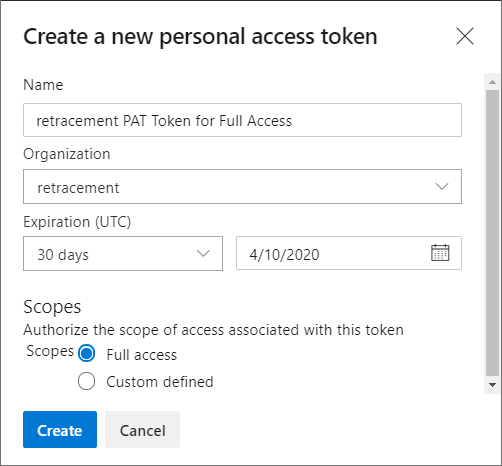 Create a new personal access token
Name
retracement PAT Token for Full Access
Organization
retracement
Expiration (UTC)
30 days 4/10/2020
Scopes
Authorize the scope of access associated with this token
Scopes Full access
Custom defined
Create Cancel